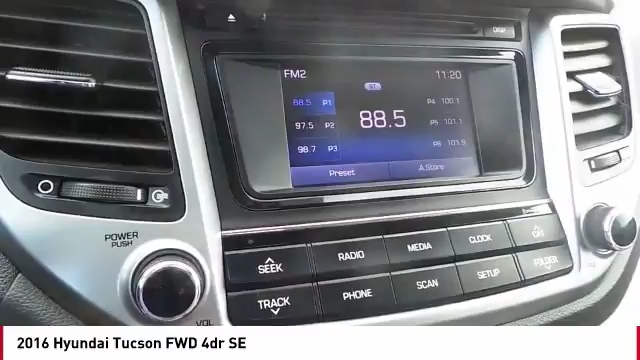 DISP
FM2 11:20
ST
88.5 P1 88.5 P4 100.1
97.5 P2 P5 101.1
98.7 P3 P6 101.9
Preset A.Store
POWER
PUSH
VOL
SEEK RADIO MEDIA CLOCK CAT
TRACK PHONE SCAN SETUP FOLDER
2016 Hyundai Tucson FWD 4dr SE